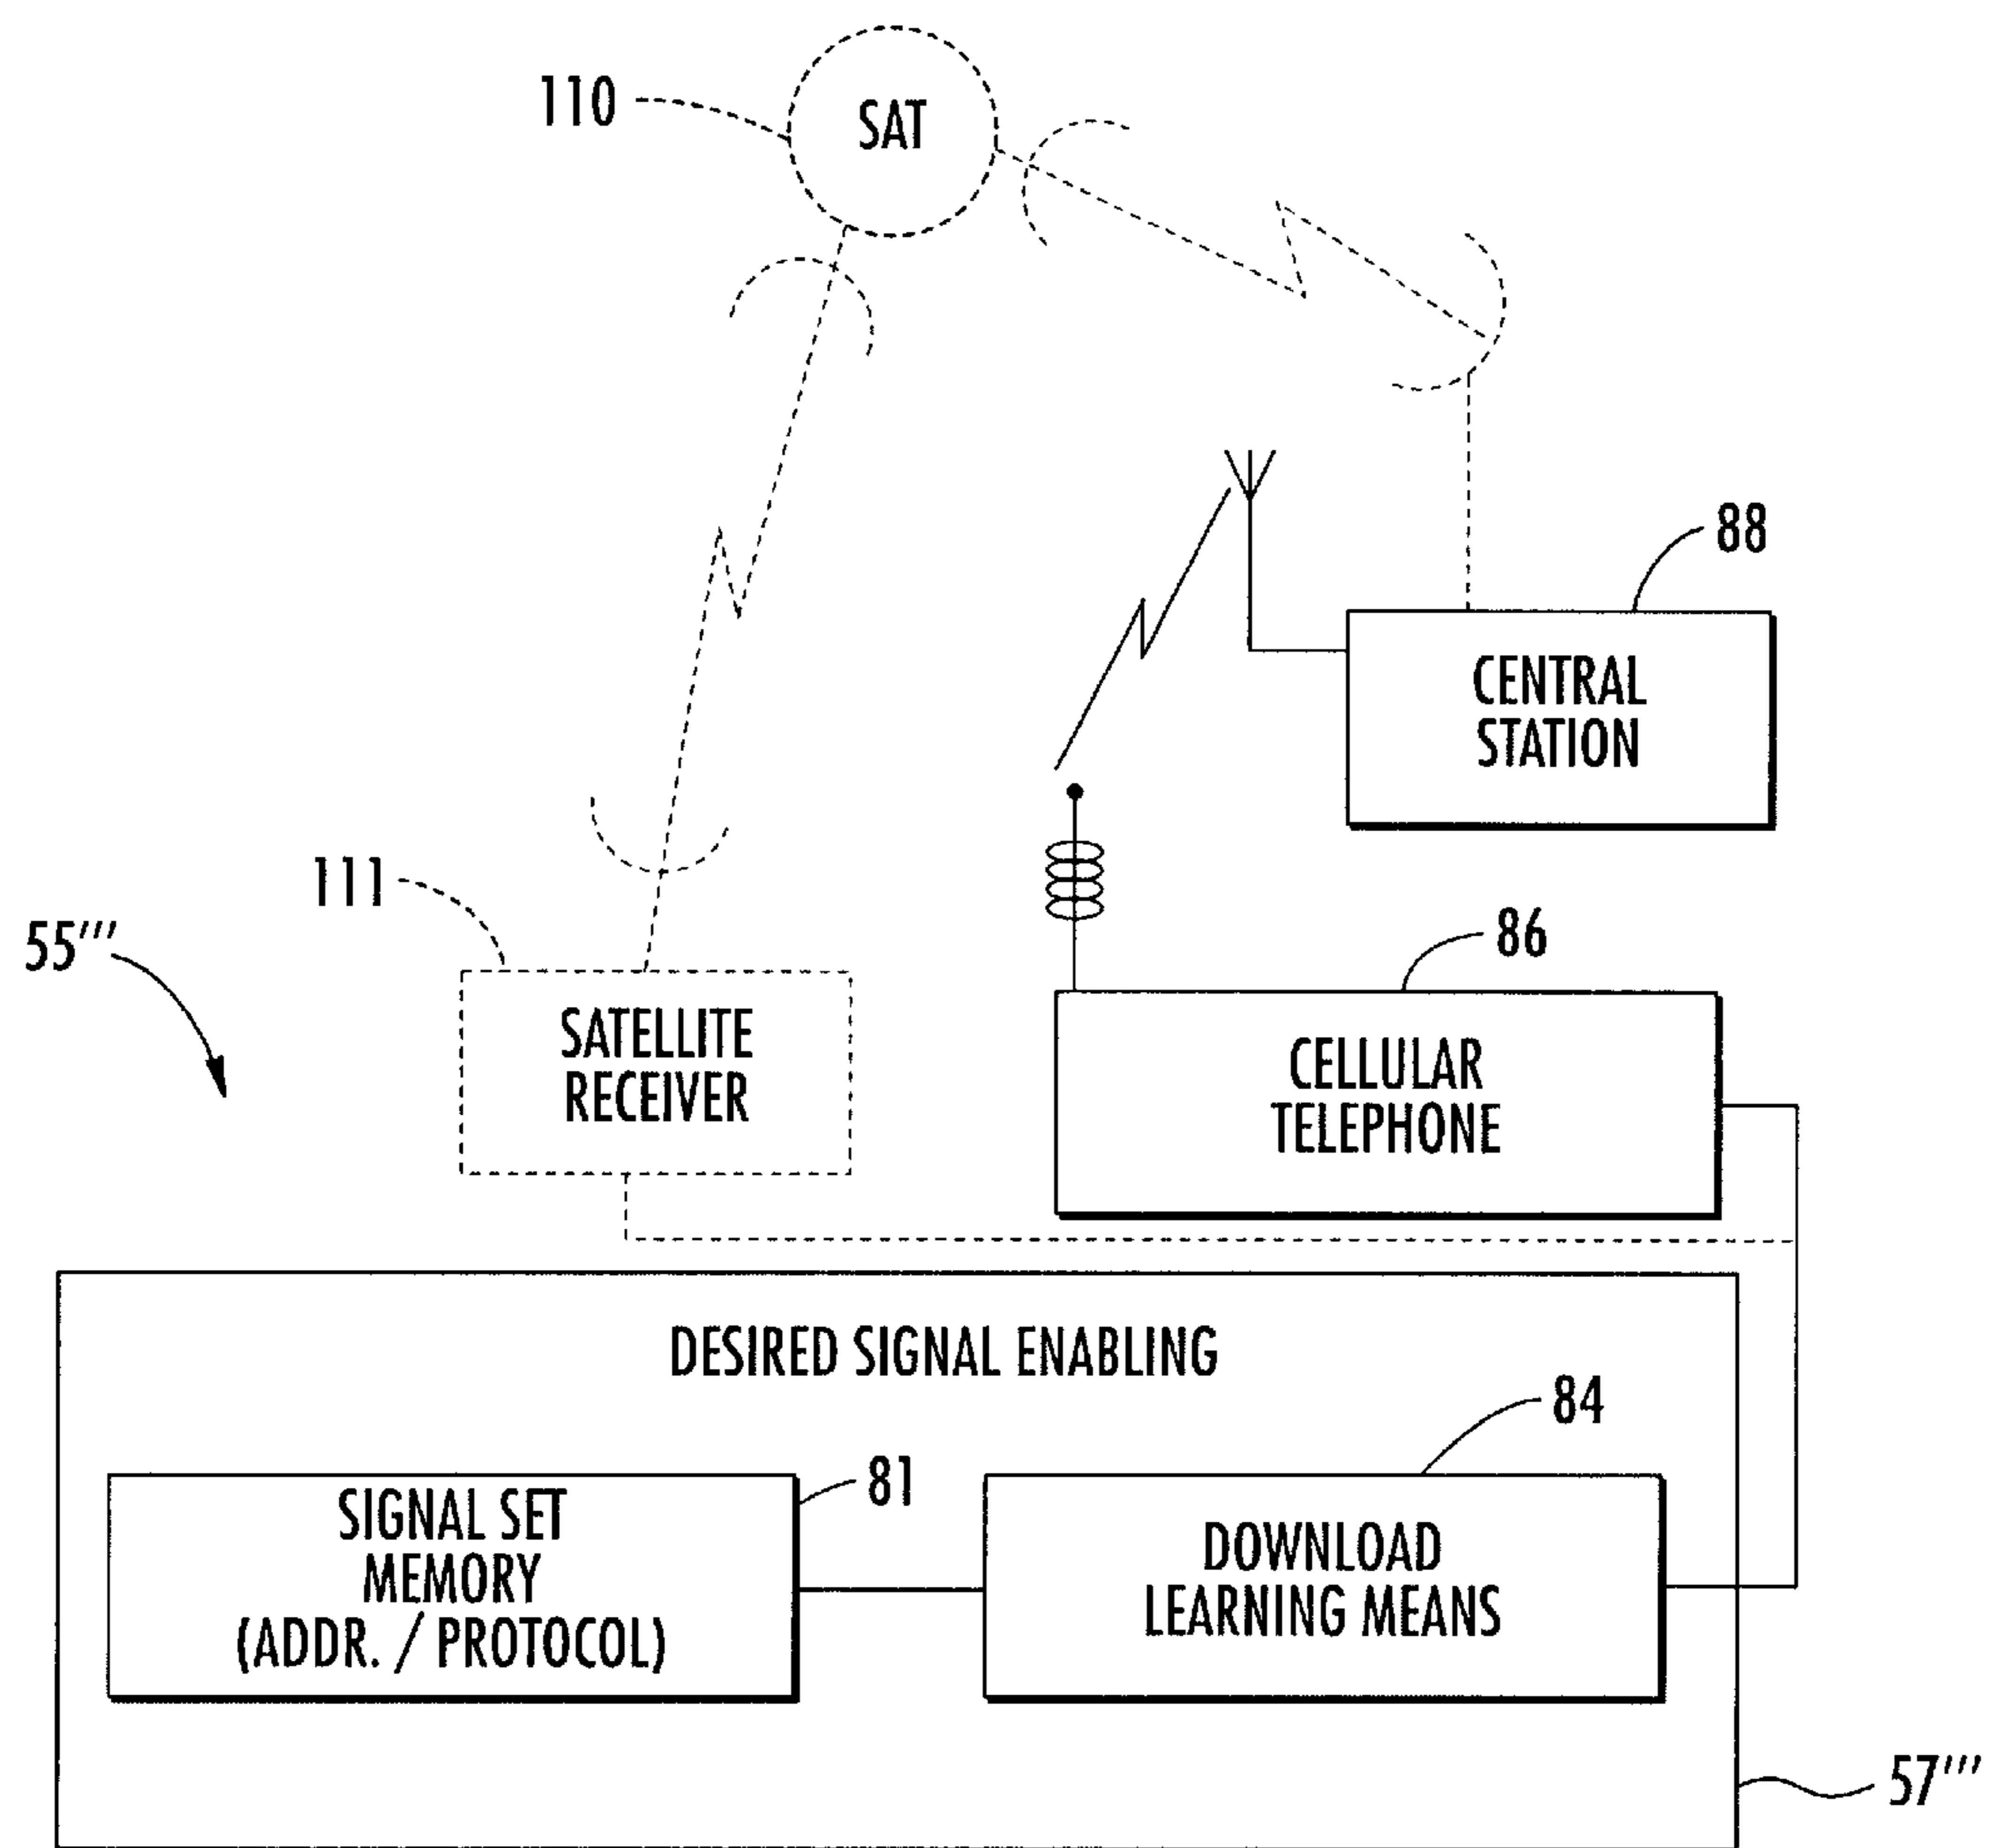 110
SAT
88
CENTRAL
STATION
111
55'''
86
SATELLITE
RECEIVER
CELLULAR
TELEPHONE
DESIRED SIGNAL ENABLING
84
81
SIGNAL SET
MEMORY
(ADDR. / PROTOCOL)
DOWNLOAD
LEARNING MEANS
57'''